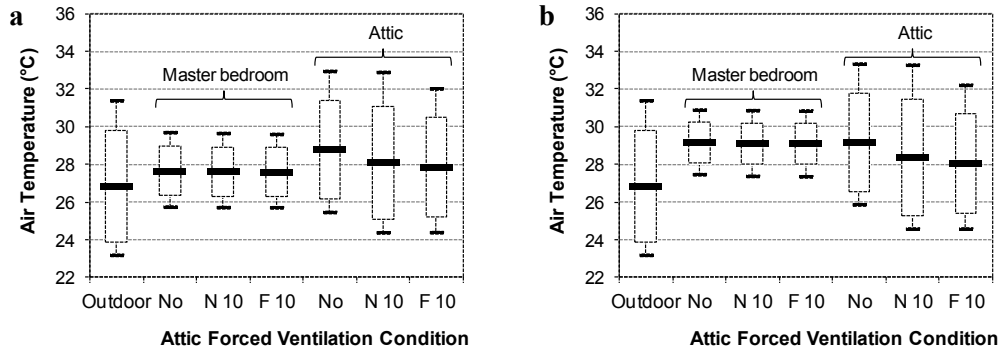 a
36
34
32
30
28
26
24
22
Air Temperature (°C)
Attic
Master bedroom
Outdoor No N 10 F 10 No N 10 F 10
Attic Forced Ventilation Condition
b
36
34
32
30
28
26
24
22
Air Temperature (°C)
Attic
Master bedroom
Outdoor No N 10 F 10 No N 10 F 10
Attic Forced Ventilation Condition